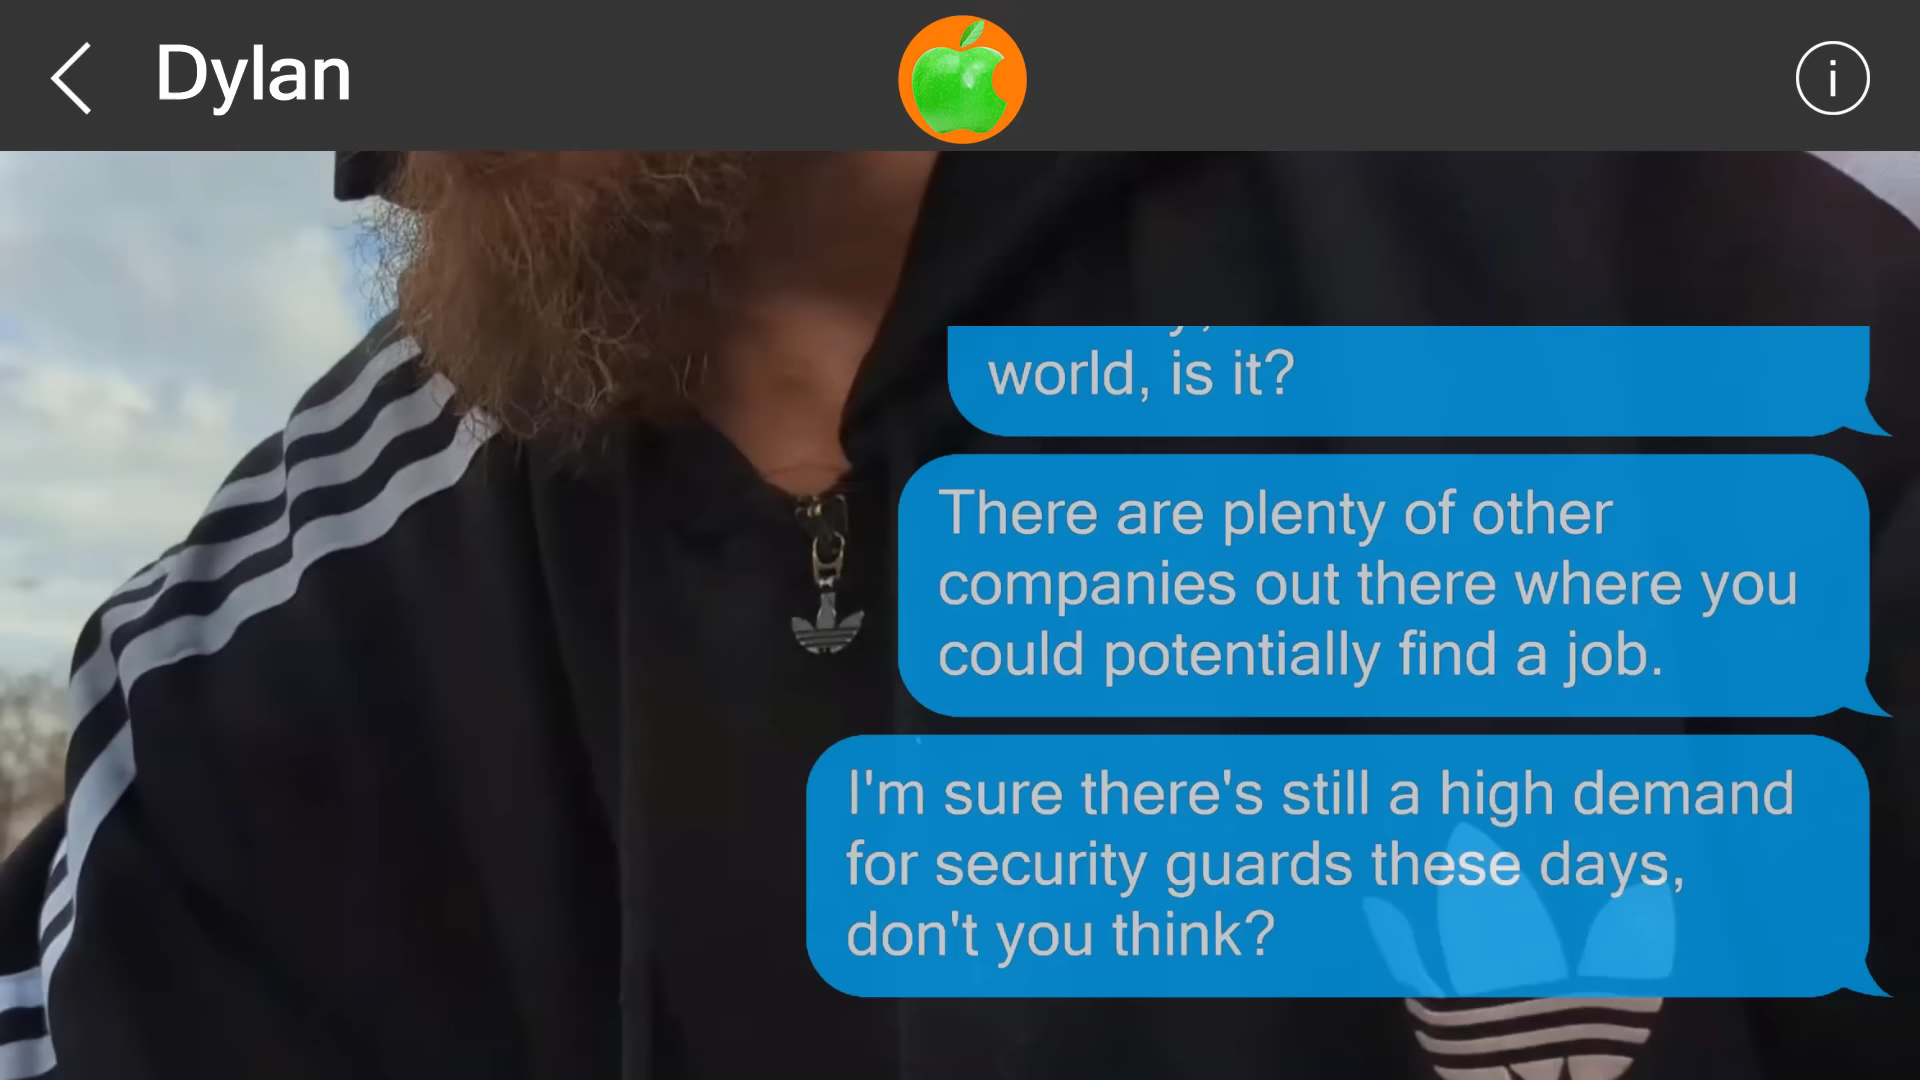 Dylan
i
world, is it?
There are plenty of other
companies out there where you
could potentially find a job.
I'm sure there's still a high demand
for security guards these days,
don't you think?